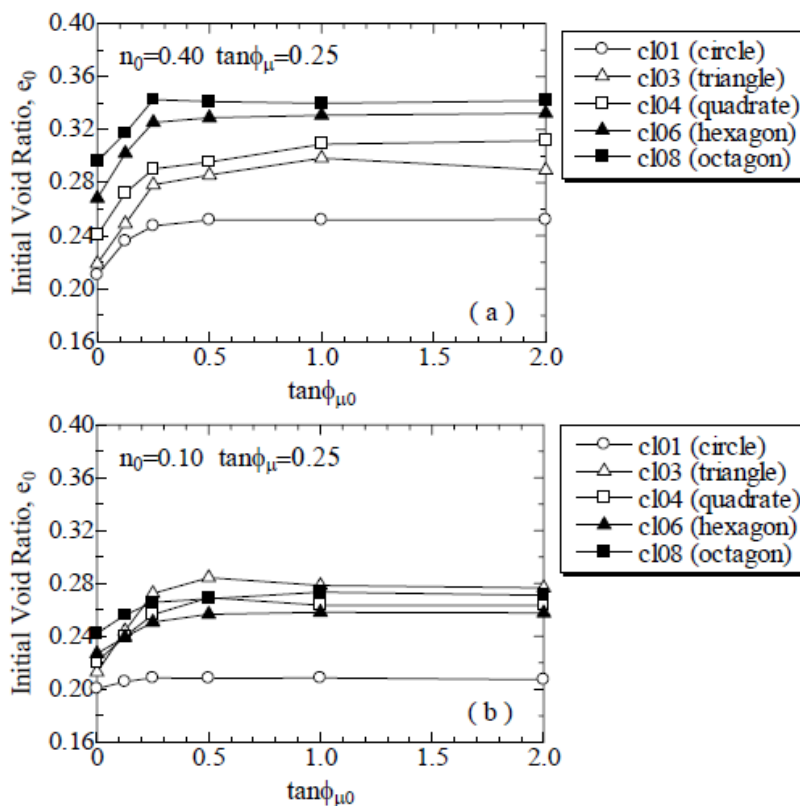 0.40
n0=0.40 tanϕμ=0.25
0.36
0.32
0.28
0.24
0.20
0.16
Initial Void Ratio, e0
( a )
0 0.5 1.0 1.5 2.0
tanϕμ0
cl01 (circle)
cl03 (triangle)
cl04 (quadrate)
cl06 (hexagon)
cl08 (octagon)
0.40
n0=0.10 tanϕμ=0.25
0.36
0.32
0.28
0.24
0.20
0.16
Initial Void Ratio, e0
( b )
0 0.5 1.0 1.5 2.0
tanϕμ0
cl01 (circle)
cl03 (triangle)
cl04 (quadrate)
cl06 (hexagon)
cl08 (octagon)